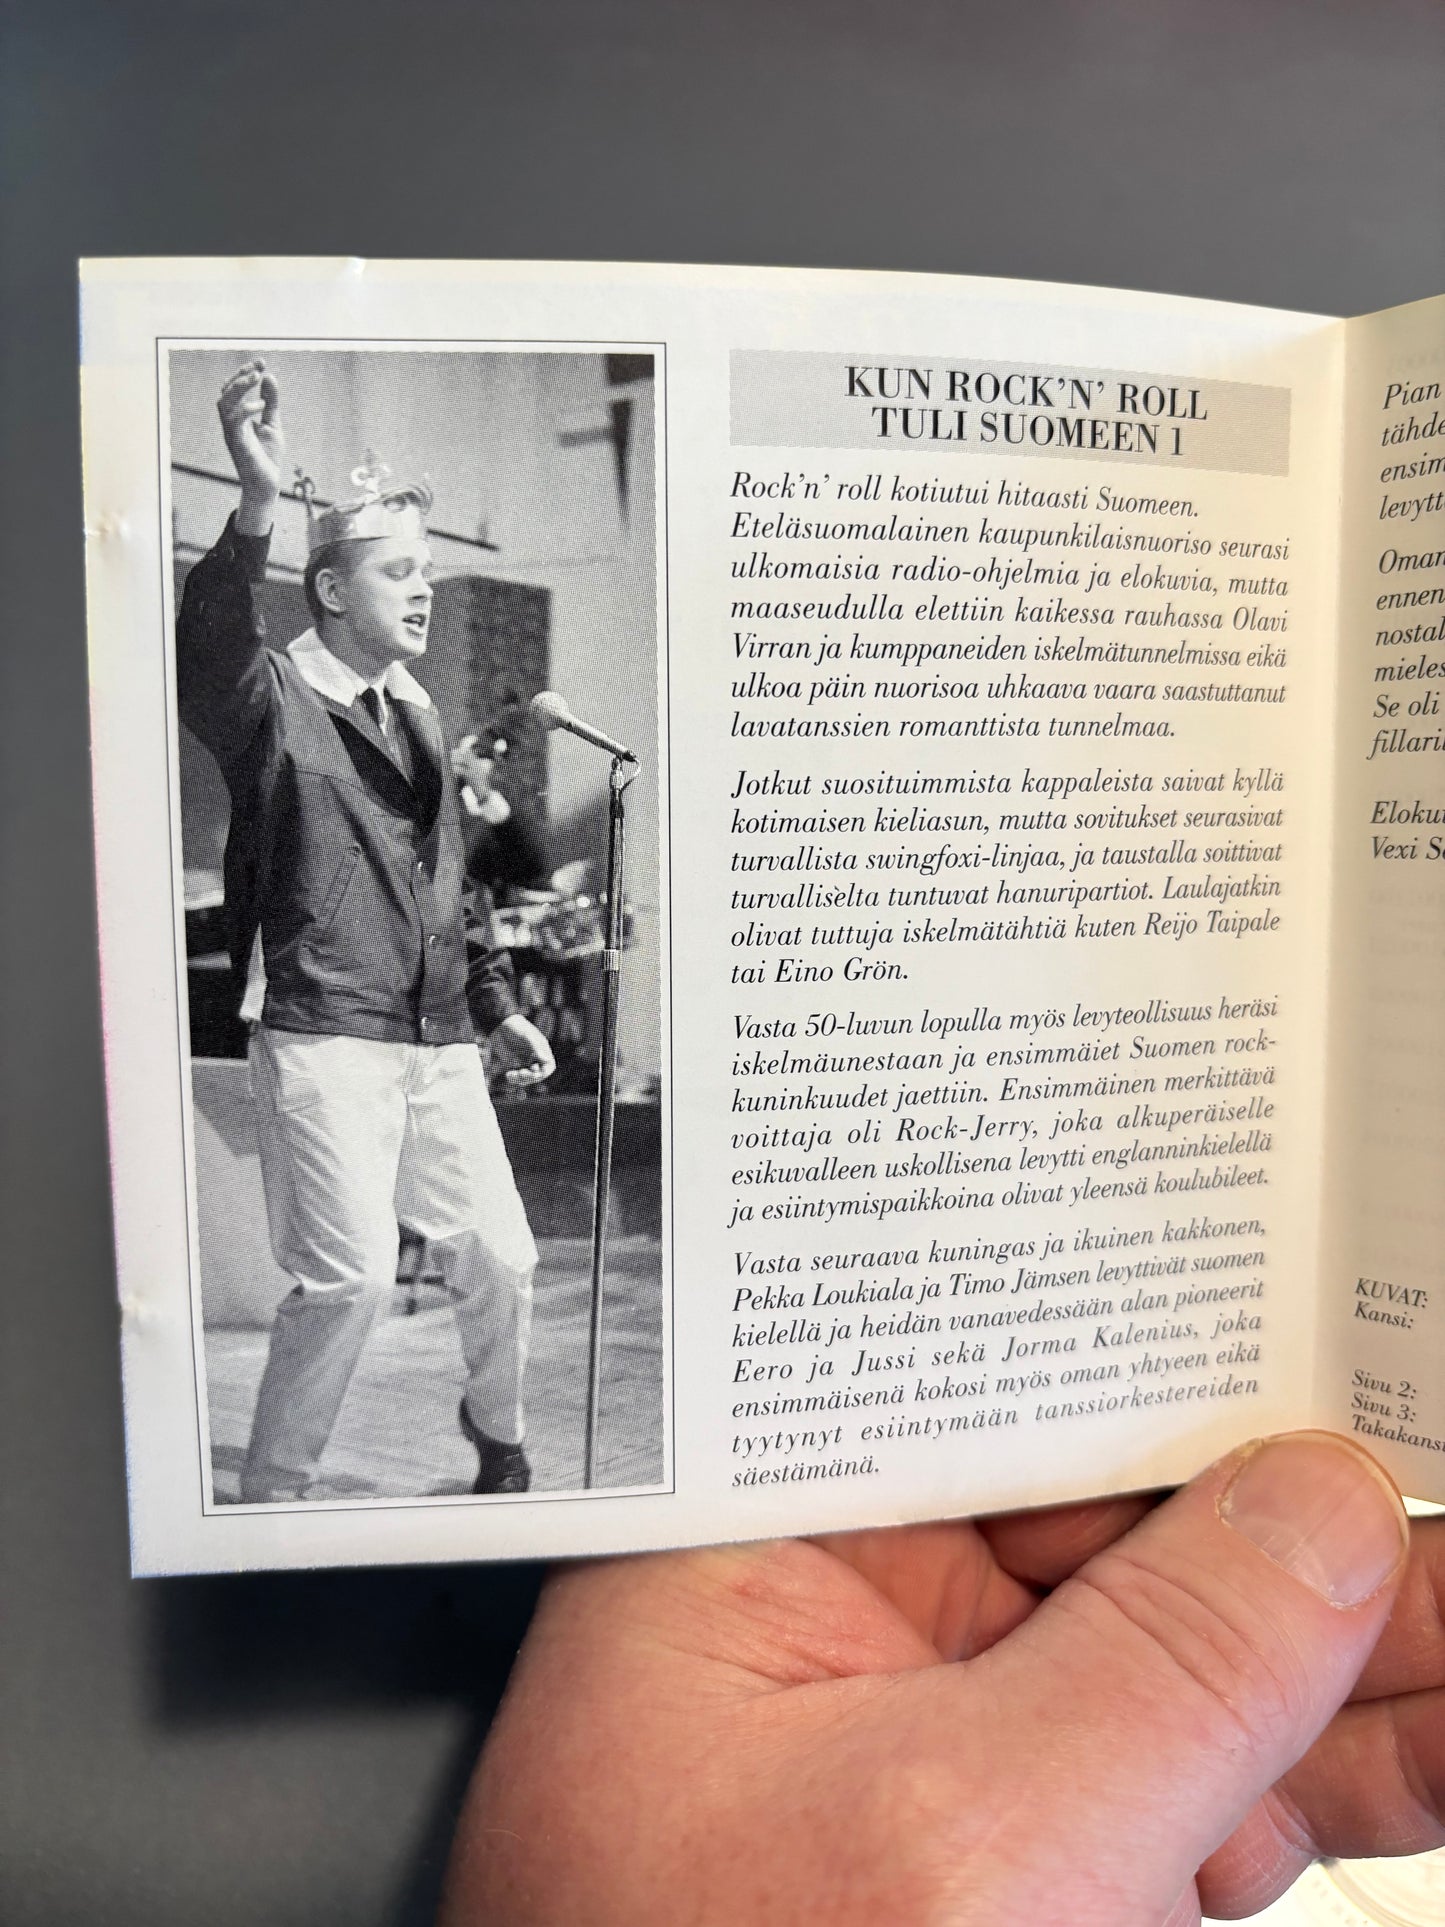 KUN ROCK'N' ROLL
TULI SUOMEEN 1
Rock'n' roll kotiutui hitaasti Suomeen.
Eteläsuomalainen kaupunkilaisnuoriso seurasi
ulkomaisia radio-ohjelmia ja elokuvia, mutta
maaseudulla elettiin kaikessa rauhassa Olavi
Virran ja kumppaneiden iskelmätunnelmissa eikä
ulkoa päin nuorisoa uhkaava vaara saastuttanut
lavatanssien romanttista tunnelmaa.
Jotkut suosituimmista kappaleista saivat kyllä
kotimaisen kieliasun, mutta sovitukset seurasivat
turvallista swingfoxi-linjaa, ja taustalla soittivat
turvallisèlta tuntuvat hanuripartiot. Laulajatkin
olivat tuttuja iskelmätähtiä kuten Reijo Taipale
tai Eino Grön.
Vasta 50-luvun lopulla myös levyteollisuus heräsi
iskelmäunestaan ja ensimmäiet Suomen rock-
kuninkuudet jaettiin. Ensimmäinen merkittävä
voittaja oli Rock-Jerry, joka alkuperäiselle
esikuvalleen uskollisena levytti englanninkielellä
ja esiintymispaikkoina olivat yleensä koulubileet.
Vasta seuraava kuningas ja ikuinen kakkonen,
Pekka Loukiala ja Timo Jämsen levyttivät suomen
kielellä ja heidän vanavedessään alan pioneerit
Eero ja Jussi sekä Jorma Kalenius, joka
ensimmäisenä kokosi myös oman yhtyeen eikä
tyytynyt esiintymään tanssiorkestereiden
säestämänä.
Pian
tähde
ensim
levytt
Oman
ennen
nostal
mieles
Se oli
fillaril
Elokuv
Vexi Sa
KUVAT:
Kansi:
Sivu 2:
Sivu 3:
Takakansi